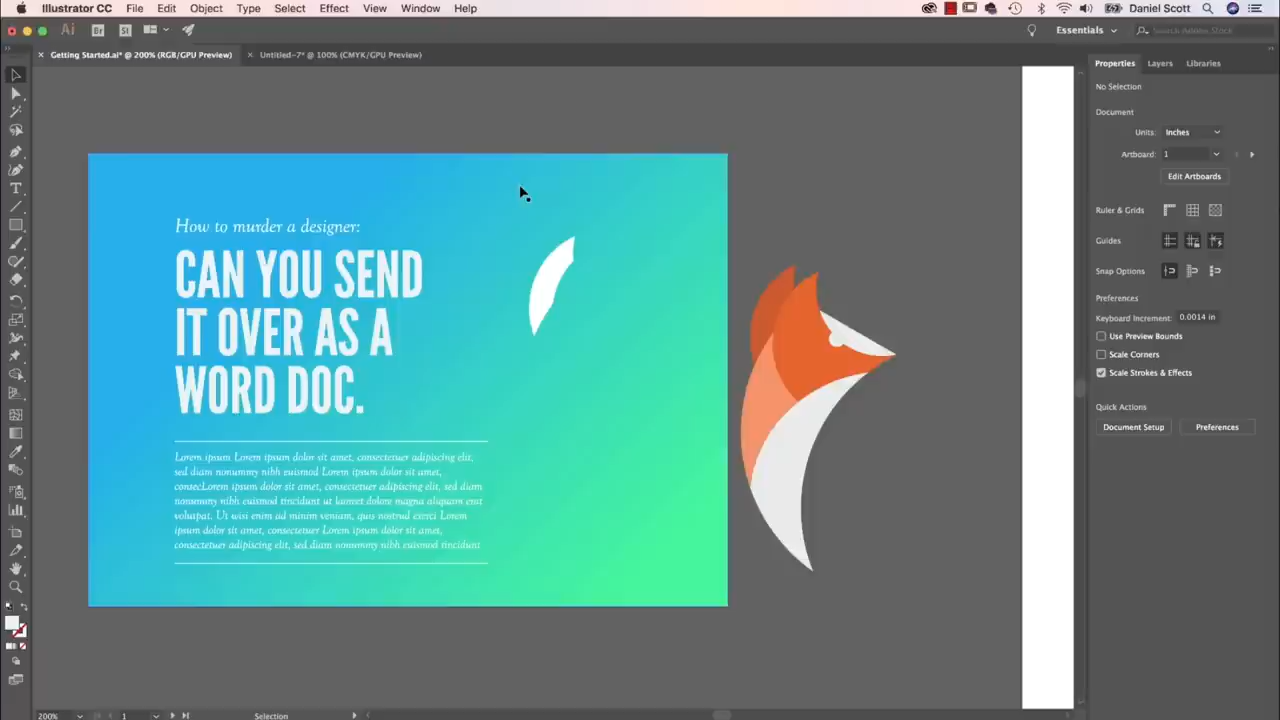 Illustrator CC File Edit Object Type Select Effect View Window Help Daniel Scott
Ai Br St Essentials Search Adobe Stock
× Getting Started.ai* @ 200% (RGB/GPU Preview) × Untitled-7* @ 100% (CMYK/GPU Preview)
Properties Layers Libraries
No Selection
Document
Units: Inches
Artboard: 1
Edit Artboards
Ruler & Grids
Guides
Snap Options
Preferences
Keyboard Increment: 0.0014 in
Use Preview Bounds
Scale Corners
Scale Strokes & Effects
Quick Actions
Document Setup Preferences
How to murder a designer:
CAN YOU SEND
IT OVER AS A
WORD DOC.
Lorem ipsum Lorem ipsum dolor sit amet, consectetuer adipiscing elit,
sed diam nonummy nibh euismod Lorem ipsum dolor sit amet,
consecLorem ipsum dolor sit amet, consectetuer adipiscing elit, sed diam
nonummy nibh euismod tincidunt ut laoreet dolore magna aliquam erat
volutpat. Ut wisi enim ad minim veniam, quis nostrud exerci Lorem
ipsum dolor sit amet, consectetuer Lorem ipsum dolor sit amet,
consectetuer adipiscing elit, sed diam nonummy nibh euismod tincidunt
200% 1 Selection